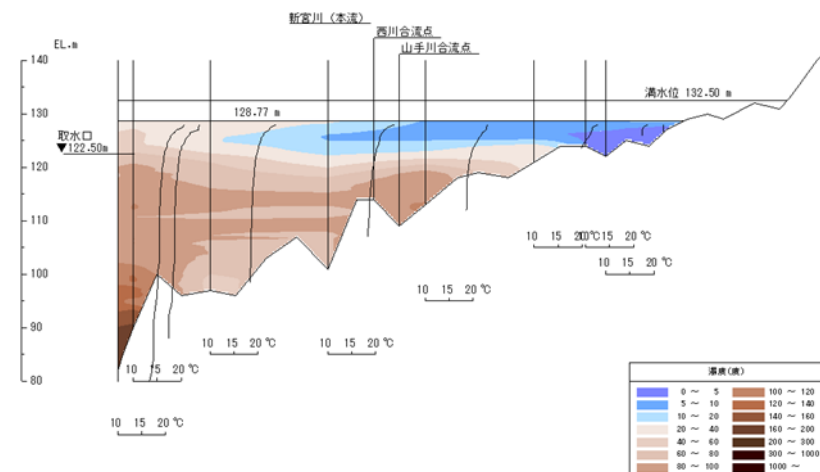 新宮川（本流）
西川合流点
山手川合流点
EL.m
満水位 132.50 m
128.77 m
取水口
▼122.50m
140
130
120
110
100
90
80
10 15 20℃
10 15 20 ℃
10 15 20 ℃
10 15 20 ℃
10 15 20 ℃
10 15 20 ℃
10 15 20 ℃
10 15 20 ℃
濁度(度)
0 ～ 5
5 ～ 10
10 ～ 20
20 ～ 40
40 ～ 60
60 ～ 80
80 ～ 100
100 ～ 120
120 ～ 140
140 ～ 160
160 ～ 200
200 ～ 300
300 ～ 1000
1000 ～